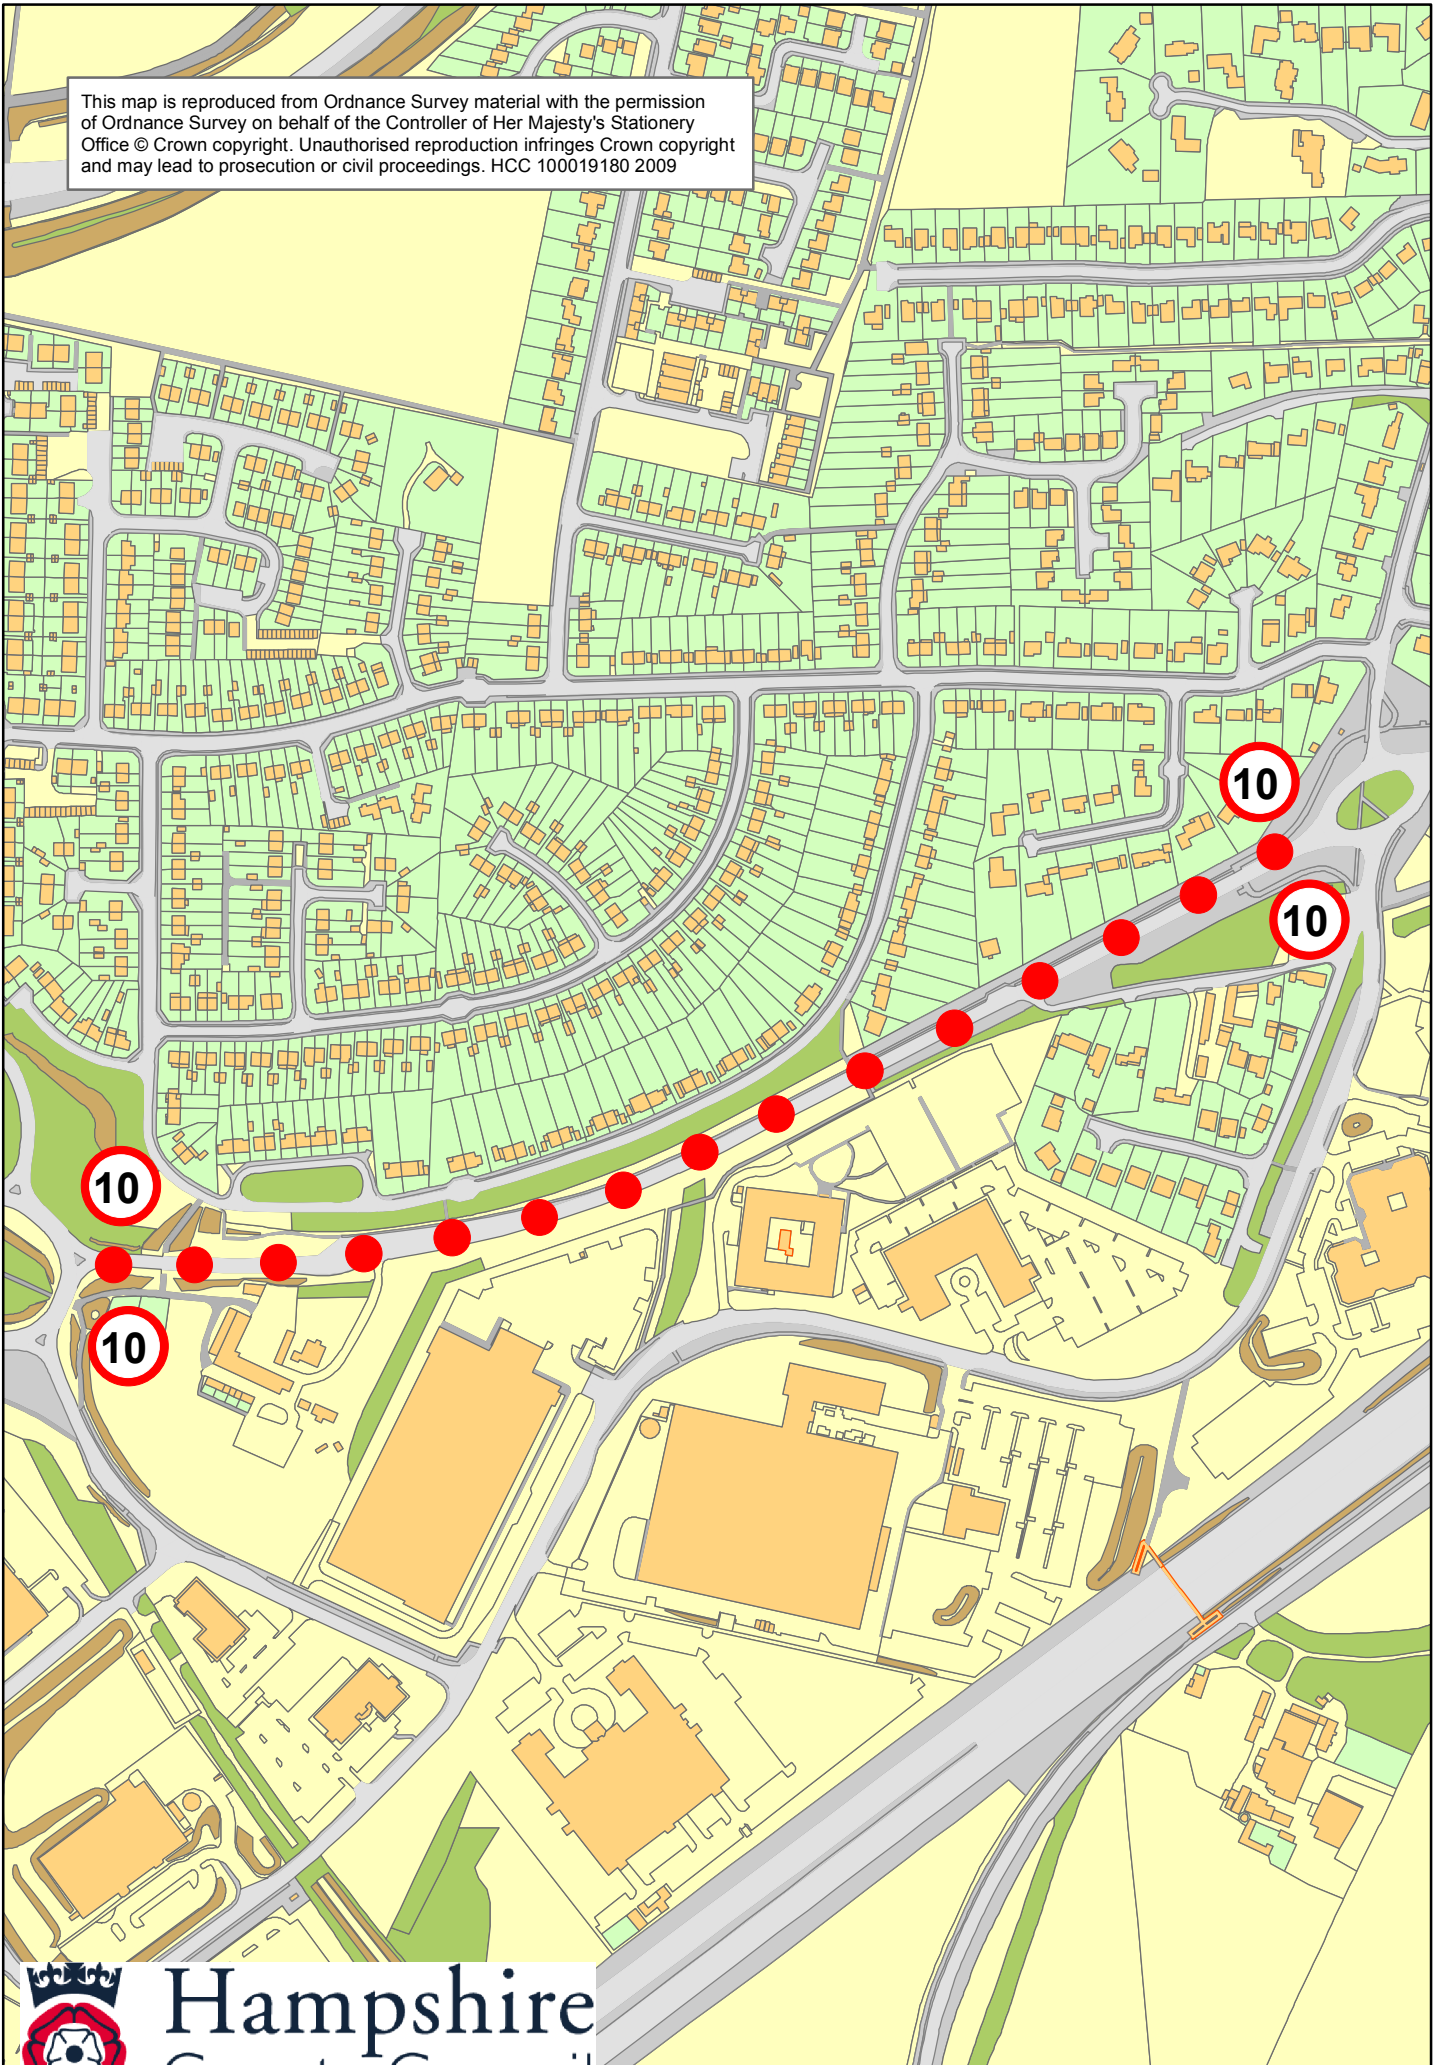 This map is reproduced from Ordnance Survey material with the permission
of Ordnance Survey on behalf of the Controller of Her Majesty's Stationery
Office © Crown copyright. Unauthorised reproduction infringes Crown copyright
and may lead to prosecution or civil proceedings. HCC 100019180 2009
10
10
10
10
Hampshire
County Council